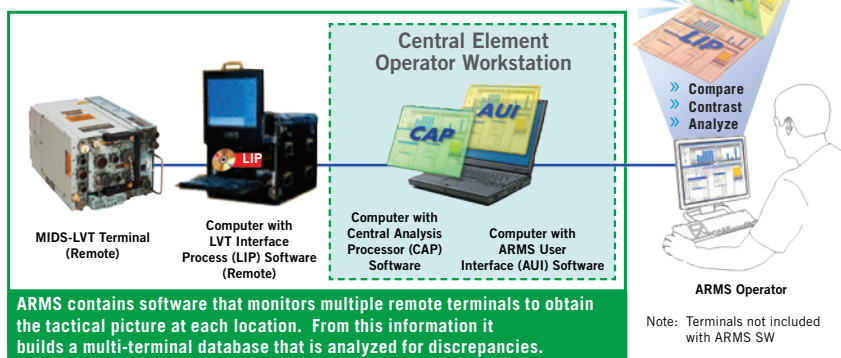 Central Element
Operator Workstation
LIP
CAP
AUI
LIP
» Compare
» Contrast
» Analyze
MIDS-LVT Terminal
(Remote)
Computer with
LVT Interface
Process (LIP) Software
(Remote)
Computer with
Central Analysis
Processor (CAP)
Software
Computer with
ARMS User
Interface (AUI) Software
ARMS Operator
Note: Terminals not included
with ARMS SW
ARMS contains software that monitors multiple remote terminals to obtain
the tactical picture at each location. From this information it
builds a multi-terminal database that is analyzed for discrepancies.